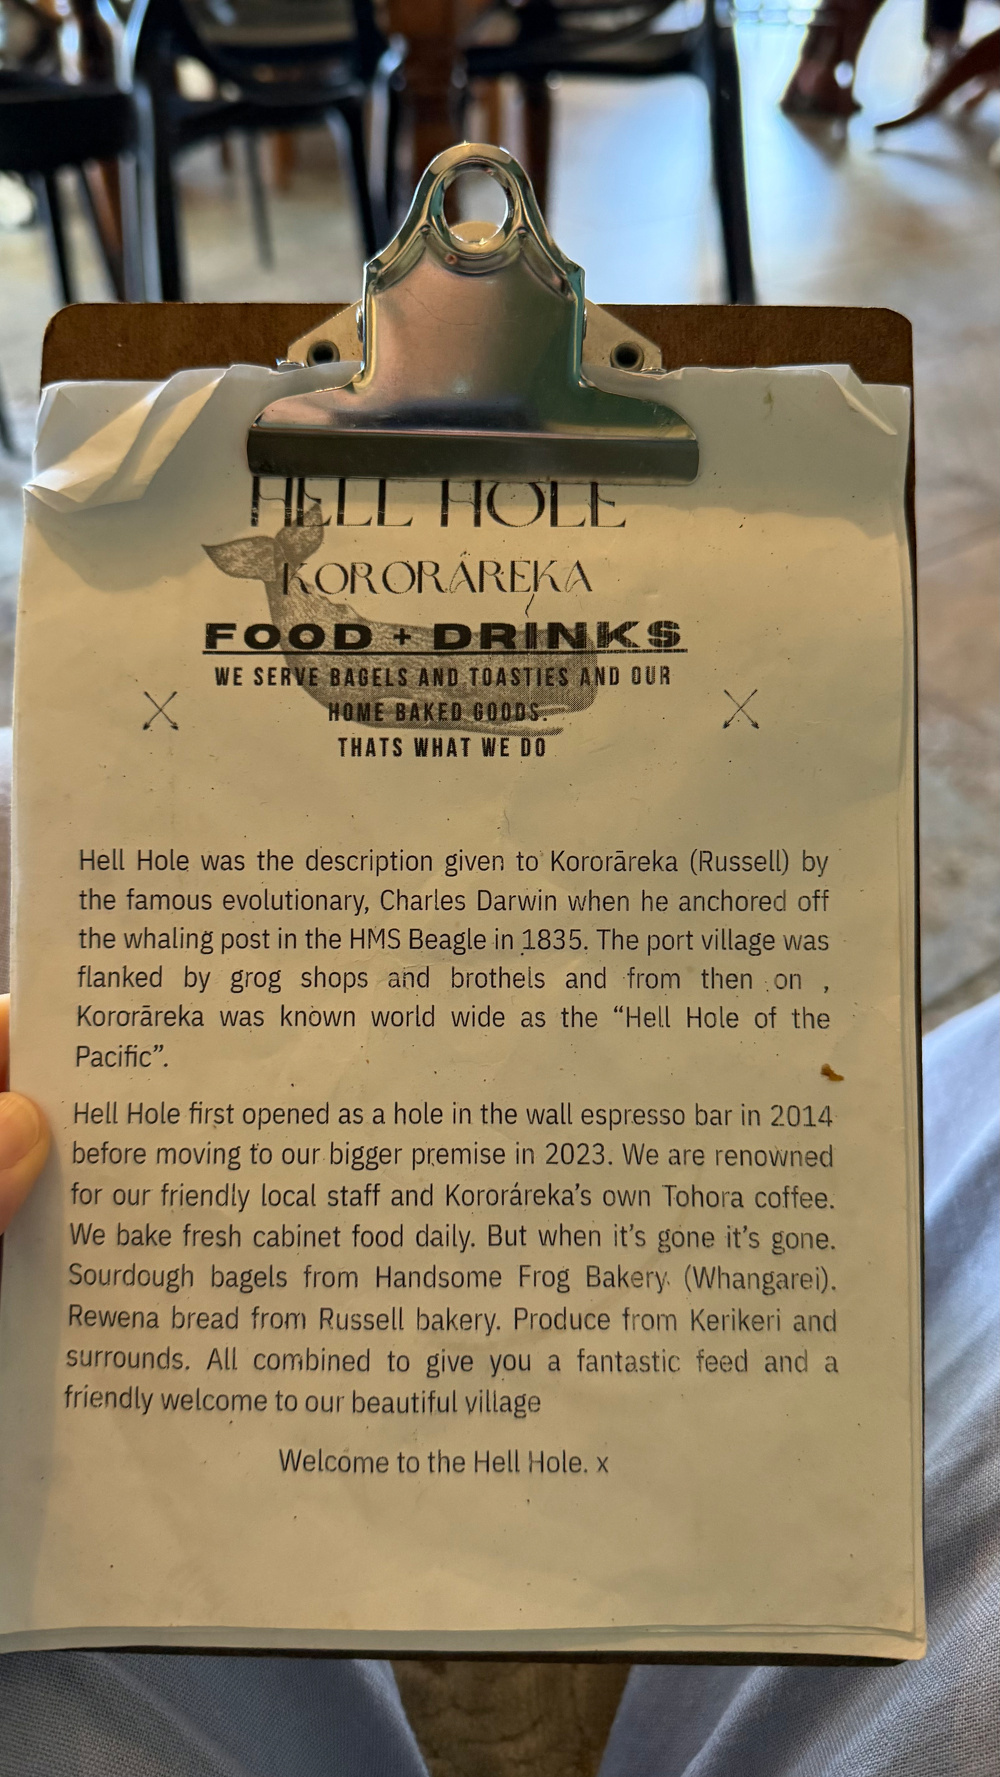 HELL HOLE
KORORÁREKA
FOOD + DRINKS
WE SERVE BAGELS AND TOASTIES AND OUR
HOME BAKED GOODS.
THATS WHAT WE DO
Hell Hole was the description given to Kororāreka (Russell) by
the famous evolutionary, Charles Darwin when he anchored off
the whaling post in the HMS Beagle in 1835. The port village was
flanked by grog shops and brothels and from then on ,
Kororāreka was known world wide as the “Hell Hole of the
Pacific”.
Hell Hole first opened as a hole in the wall espresso bar in 2014
before moving to our bigger premise in 2023. We are renowned
for our friendly local staff and Kororáreka’s own Tohora coffee.
We bake fresh cabinet food daily. But when it’s gone it’s gone.
Sourdough bagels from Handsome Frog Bakery (Whangarei).
Rewena bread from Russell bakery. Produce from Kerikeri and
surrounds. All combined to give you a fantastic feed and a
friendly welcome to our beautiful village
Welcome to the Hell Hole. x